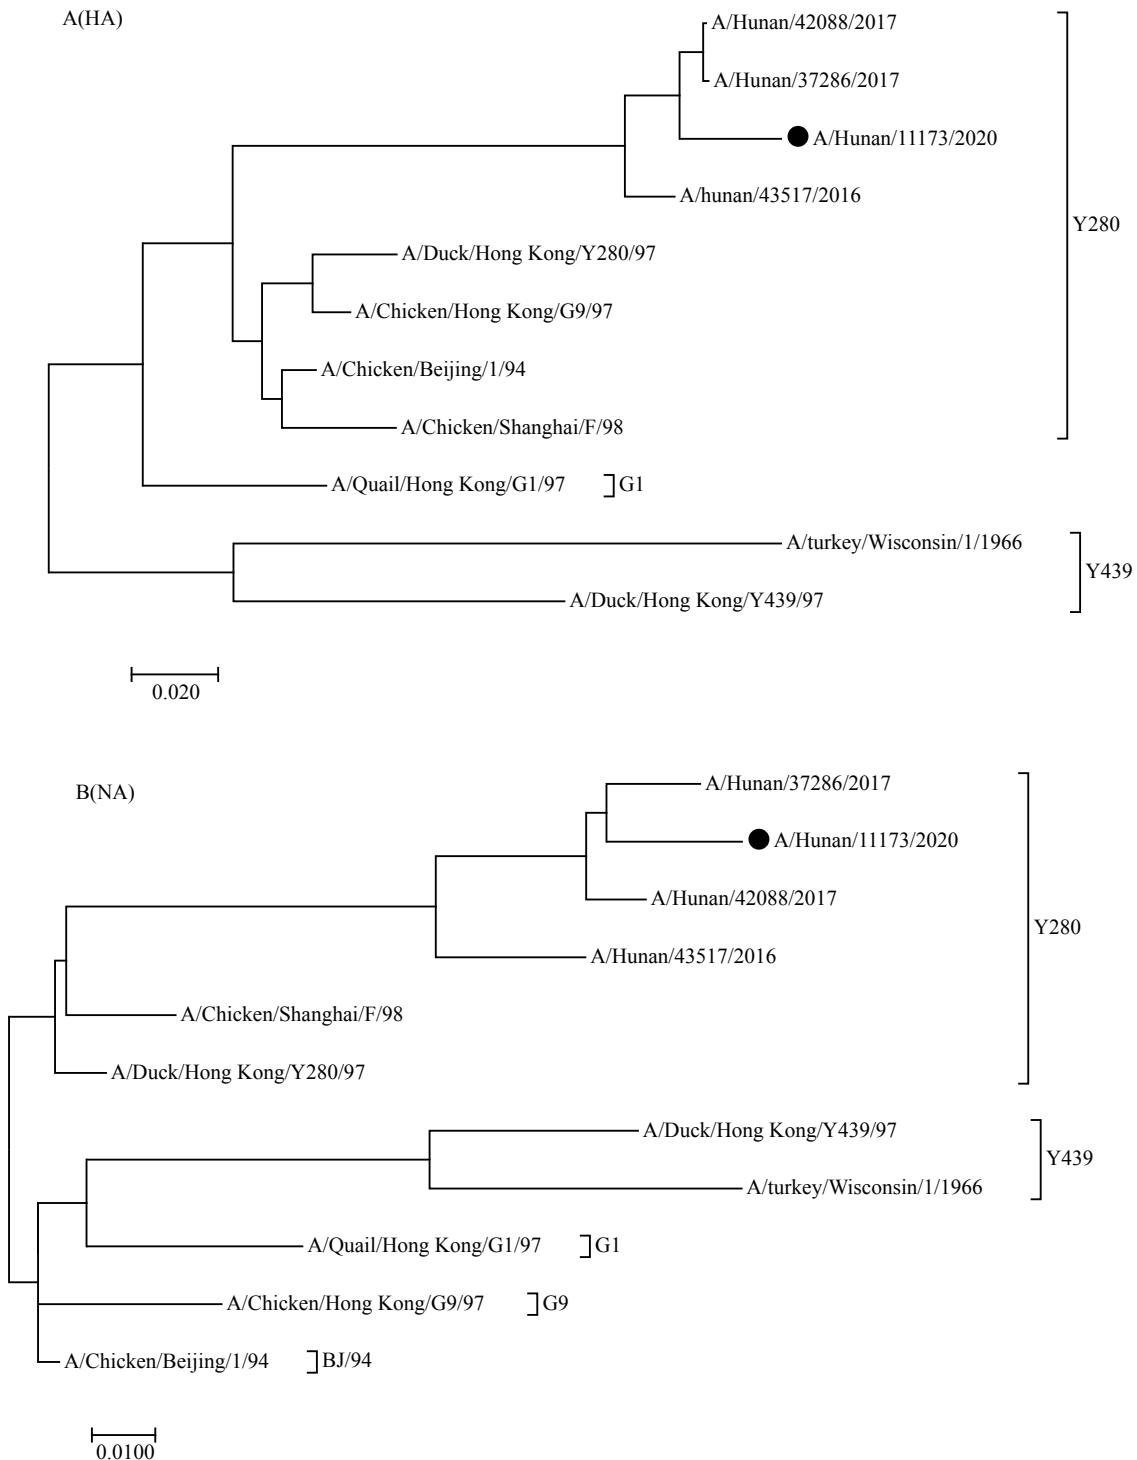 A(HA)
A/Hunan/42088/2017
A/Hunan/37286/2017
A/Hunan/11173/2020
A/hunan/43517/2016
Y280
A/Duck/Hong Kong/Y280/97
A/Chicken/Hong Kong/G9/97
A/Chicken/Beijing/1/94
A/Chicken/Shanghai/F/98
A/Quail/Hong Kong/G1/97 G1
A/turkey/Wisconsin/1/1966
Y439
A/Duck/Hong Kong/Y439/97
0.020
B(NA)
A/Hunan/37286/2017
A/Hunan/11173/2020
A/Hunan/42088/2017
Y280
A/Hunan/43517/2016
A/Chicken/Shanghai/F/98
A/Duck/Hong Kong/Y280/97
A/Duck/Hong Kong/Y439/97
Y439
A/turkey/Wisconsin/1/1966
A/Quail/Hong Kong/G1/97 G1
A/Chicken/Hong Kong/G9/97 G9
A/Chicken/Beijing/1/94 BJ/94
0.0100